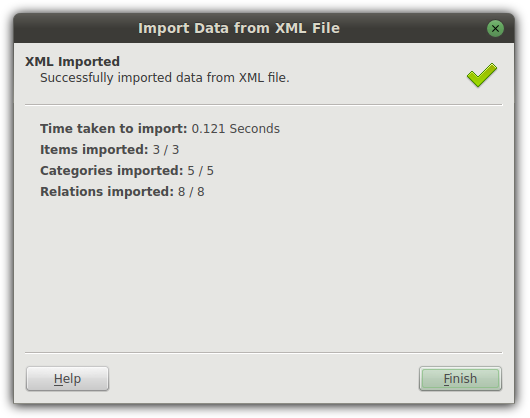 Import Data from XML File
XML Imported
Successfully imported data from XML file.
Time taken to import: 0.121 Seconds
Items imported: 3 / 3
Categories imported: 5 / 5
Relations imported: 8 / 8
Help
Finish